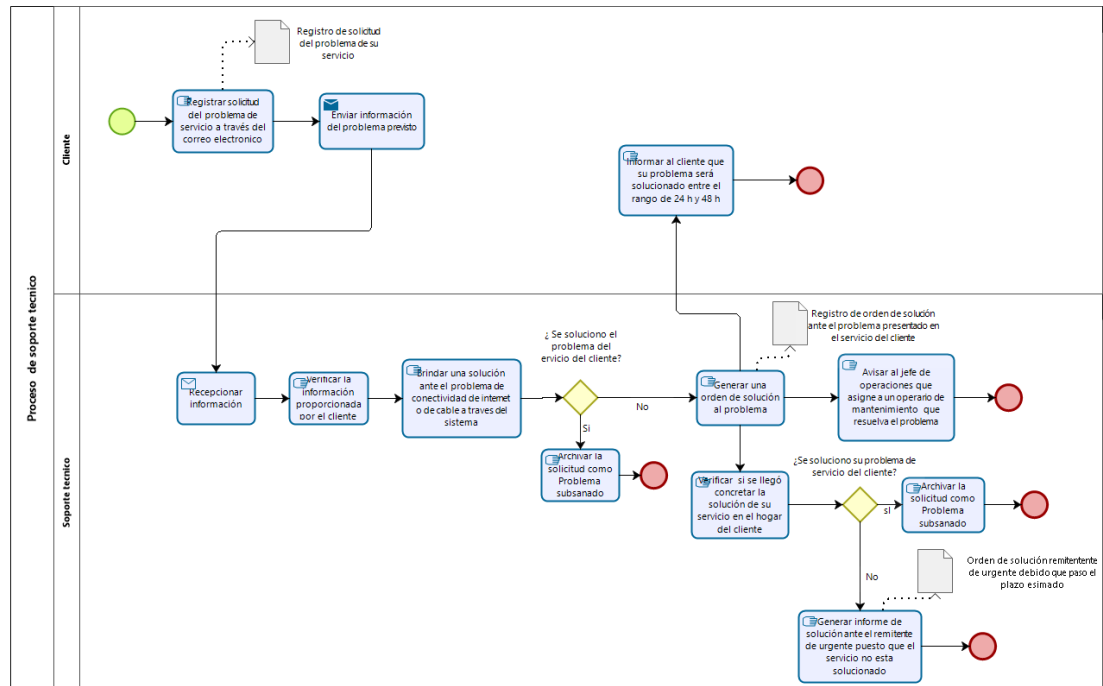 Proceso de soporte tecnico
Cliente
Registro de solicitud
del problema de su
servicio
Registrar solicitud
del problema de
servicio a través del
correo electronico
Enviar información
del problema previsto
Informar al cliente que
su problema será
solucionado entre el
rango de 24 h y 48 h
Soporte tecnico
Recepcionar
información
Verificar la
información
proporcionada
por el cliente
Brindar una solución
ante el problema de
conectividad de internet
o de cable a traves del
sistema
¿ Se soluciono el
problema del
ervicio del cliente?
No
Si
Archivar la
solicitud como
Problema
subsanado
Registro de orden de solución
ante el problema presentado en
el servicio del cliente
Generar una
orden de solución
al problema
Avisar al jefe de
operaciones que
asigne a un operario de
mantenimiento que
resuelva el problema
Verificar si se llegó
concretar la
solución de su
servicio en el hogar
del cliente
¿Se soluciono su problema de
servicio del cliente?
sI
Archivar la
solicitud como
Problema
subsanado
No
Orden de solución remitentente
de urgente debido que paso el
plazo esimado
Generar informe de
solución ante el remitente
de urgente puesto que el
servicio no esta
solucionado